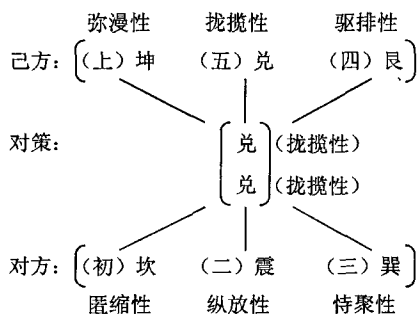 弥漫性 拢揽性 驱排性
己方：（上）坤 （五）兑 （四）艮
对策： 兑（拢揽性）
兑（拢揽性）
对方：（初）坎 （二）震 （三）巽
匿缩性 纵放性 恃聚性